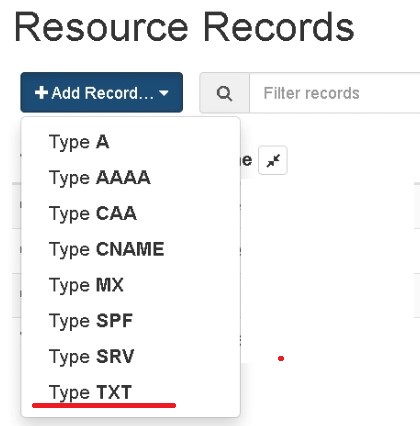 Resource Records
Add Record...
Filter records
Type A
Type AAAA
Type CAA
Type CNAME
Type MX
Type SPF
Type SRV
Type TXT